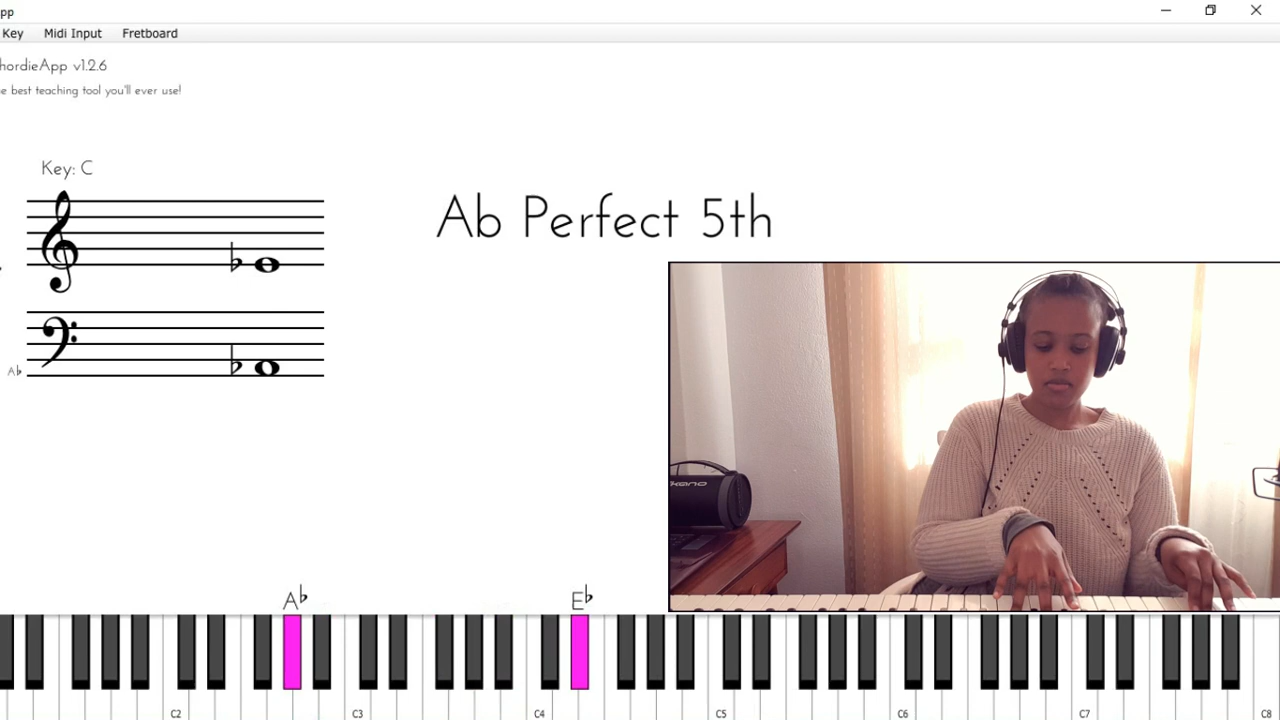 pp
Key Midi Input Fretboard
hordieApp v1.2.6
e best teaching tool you'll ever use!
Key: C
Ab Perfect 5th
A♭
A♭ E♭
C2 C3 C4 C5 C6 C7 C8